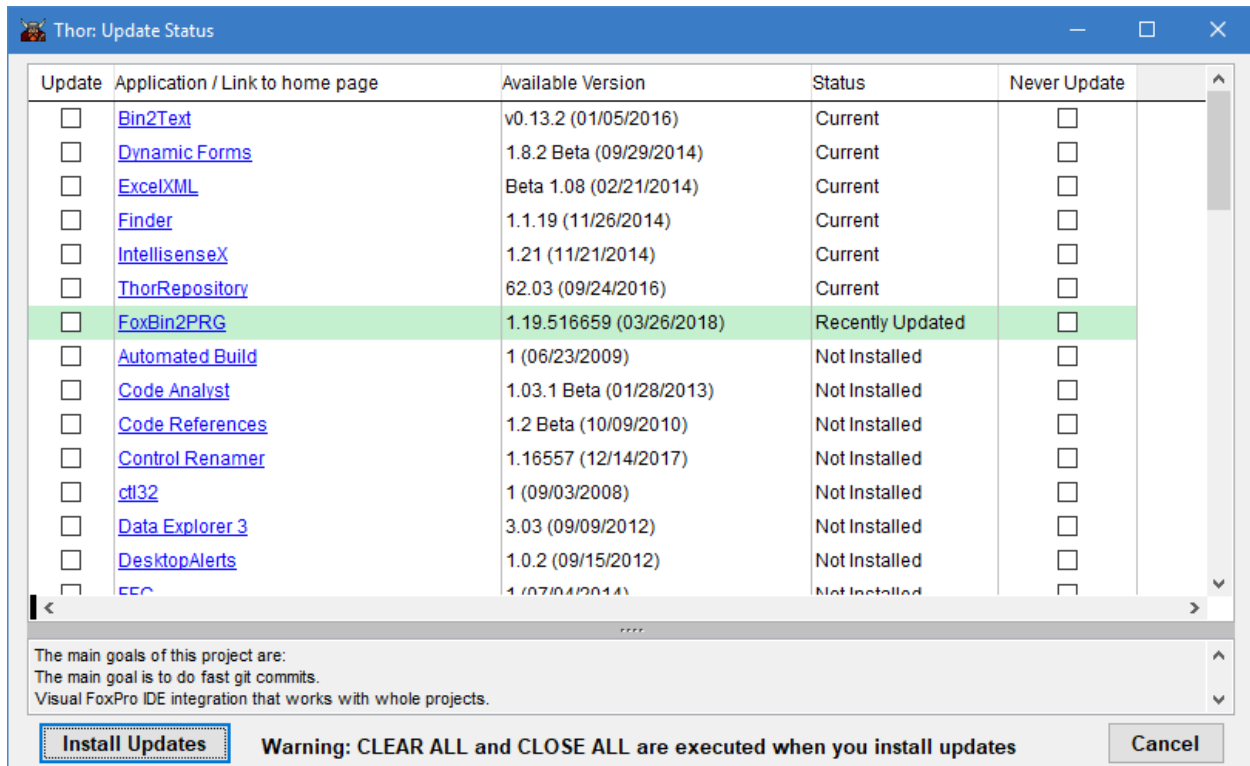 Thor: Update Status
Update Application / Link to home page Available Version Status Never Update
Bin2Text v0.13.2 (01/05/2016) Current
Dynamic Forms 1.8.2 Beta (09/29/2014) Current
ExcelXML Beta 1.08 (02/21/2014) Current
Finder 1.1.19 (11/26/2014) Current
IntellisenseX 1.21 (11/21/2014) Current
ThorRepository 62.03 (09/24/2016) Current
FoxBin2PRG 1.19.516659 (03/26/2018) Recently Updated
Automated Build 1 (06/23/2009) Not Installed
Code Analyst 1.03.1 Beta (01/28/2013) Not Installed
Code References 1.2 Beta (10/09/2010) Not Installed
Control Renamer 1.16557 (12/14/2017) Not Installed
ctl32 1 (09/03/2008) Not Installed
Data Explorer 3 3.03 (09/09/2012) Not Installed
DesktopAlerts 1.0.2 (09/15/2012) Not Installed
1 (07/04/2014) Not Installed
The main goals of this project are:
The main goal is to do fast git commits.
Visual FoxPro IDE integration that works with whole projects.
Install Updates Warning: CLEAR ALL and CLOSE ALL are executed when you install updates Cancel